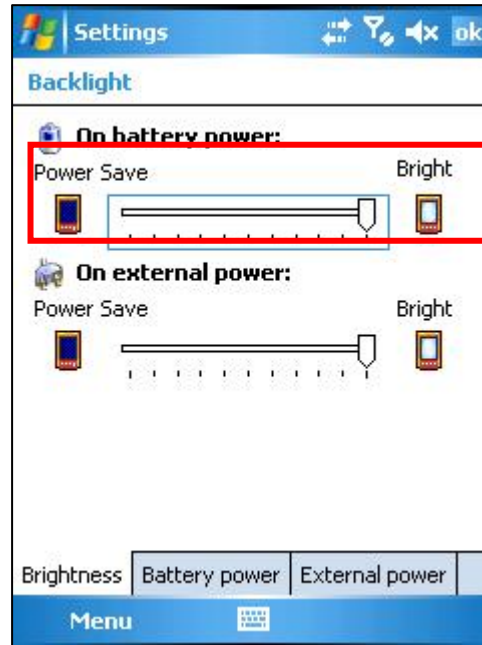 Settings ok
Backlight
On battery power:
Power Save Bright
On external power:
Power Save Bright
Brightness Battery power External power
Menu